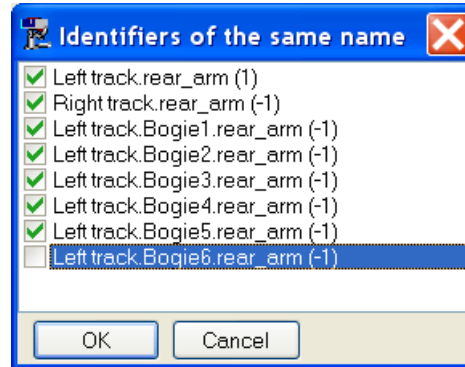 Identifiers of the same name
Left track.rear_arm (1)
Right track.rear_arm (-1)
Left track.Bogie1.rear_arm (-1)
Left track.Bogie2.rear_arm (-1)
Left track.Bogie3.rear_arm (-1)
Left track.Bogie4.rear_arm (-1)
Left track.Bogie5.rear_arm (-1)
Left track.Bogie6.rear_arm (-1)
OK Cancel